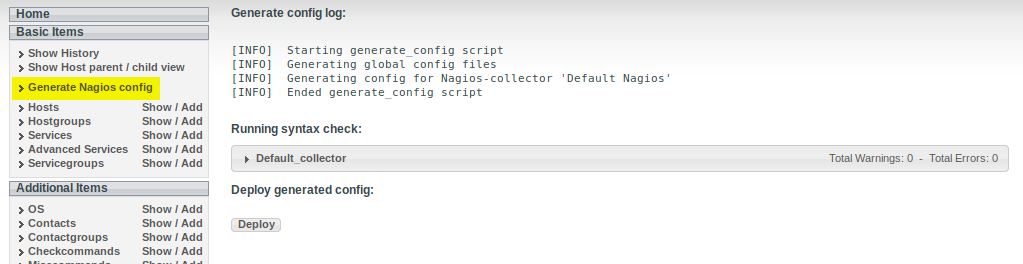 Home
Basic Items
Show History
Show Host parent / child view
Generate Nagios config
Hosts Show / Add
Hostgroups Show / Add
Services Show / Add
Advanced Services Show / Add
Servicegroups Show / Add
Additional Items
OS Show / Add
Contacts Show / Add
Contactgroups Show / Add
Checkcommands Show / Add
Misccommands Show / Add
Generate config log:
[INFO] Starting generate_config script
[INFO] Generating global config files
[INFO] Generating config for Nagios-collector 'Default Nagios'
[INFO] Ended generate_config script
Running syntax check:
Default_collector Total Warnings: 0 - Total Errors: 0
Deploy generated config:
Deploy